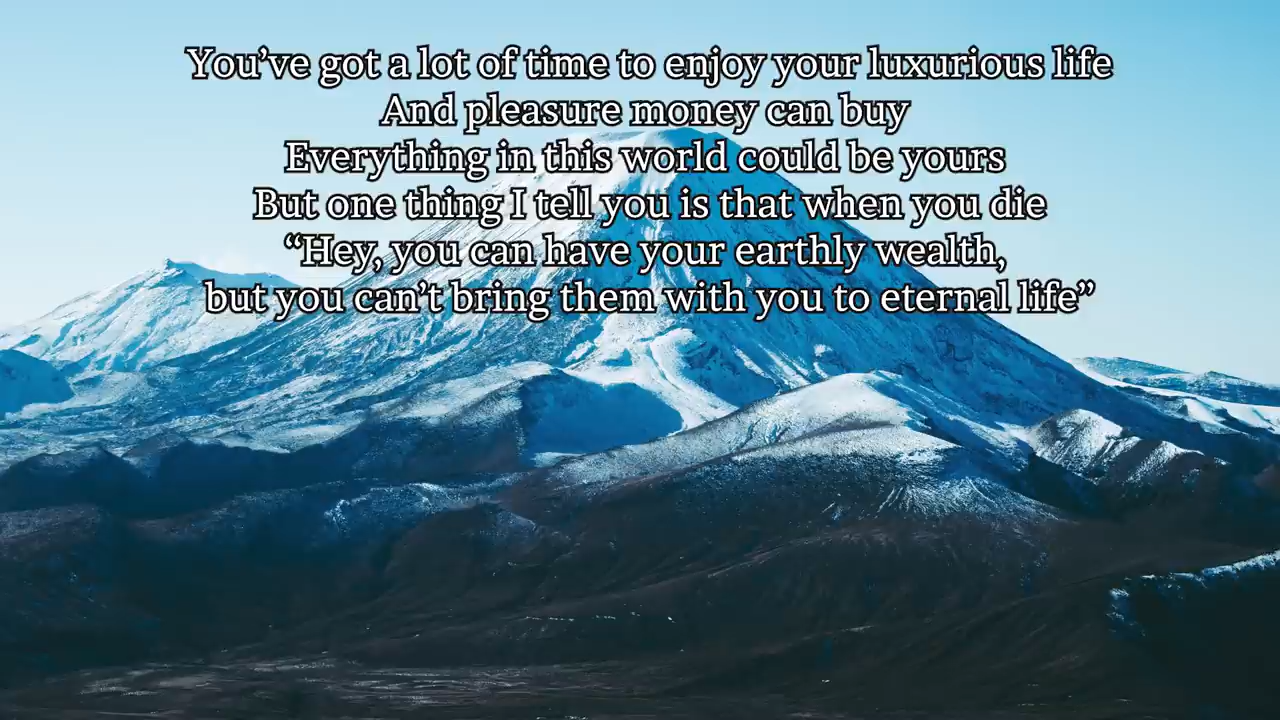 You’ve got a lot of time to enjoy your luxurious life
And pleasure money can buy
Everything in this world could be yours
But one thing I tell you is that when you die
“Hey, you can have your earthly wealth,
but you can’t bring them with you to eternal life”